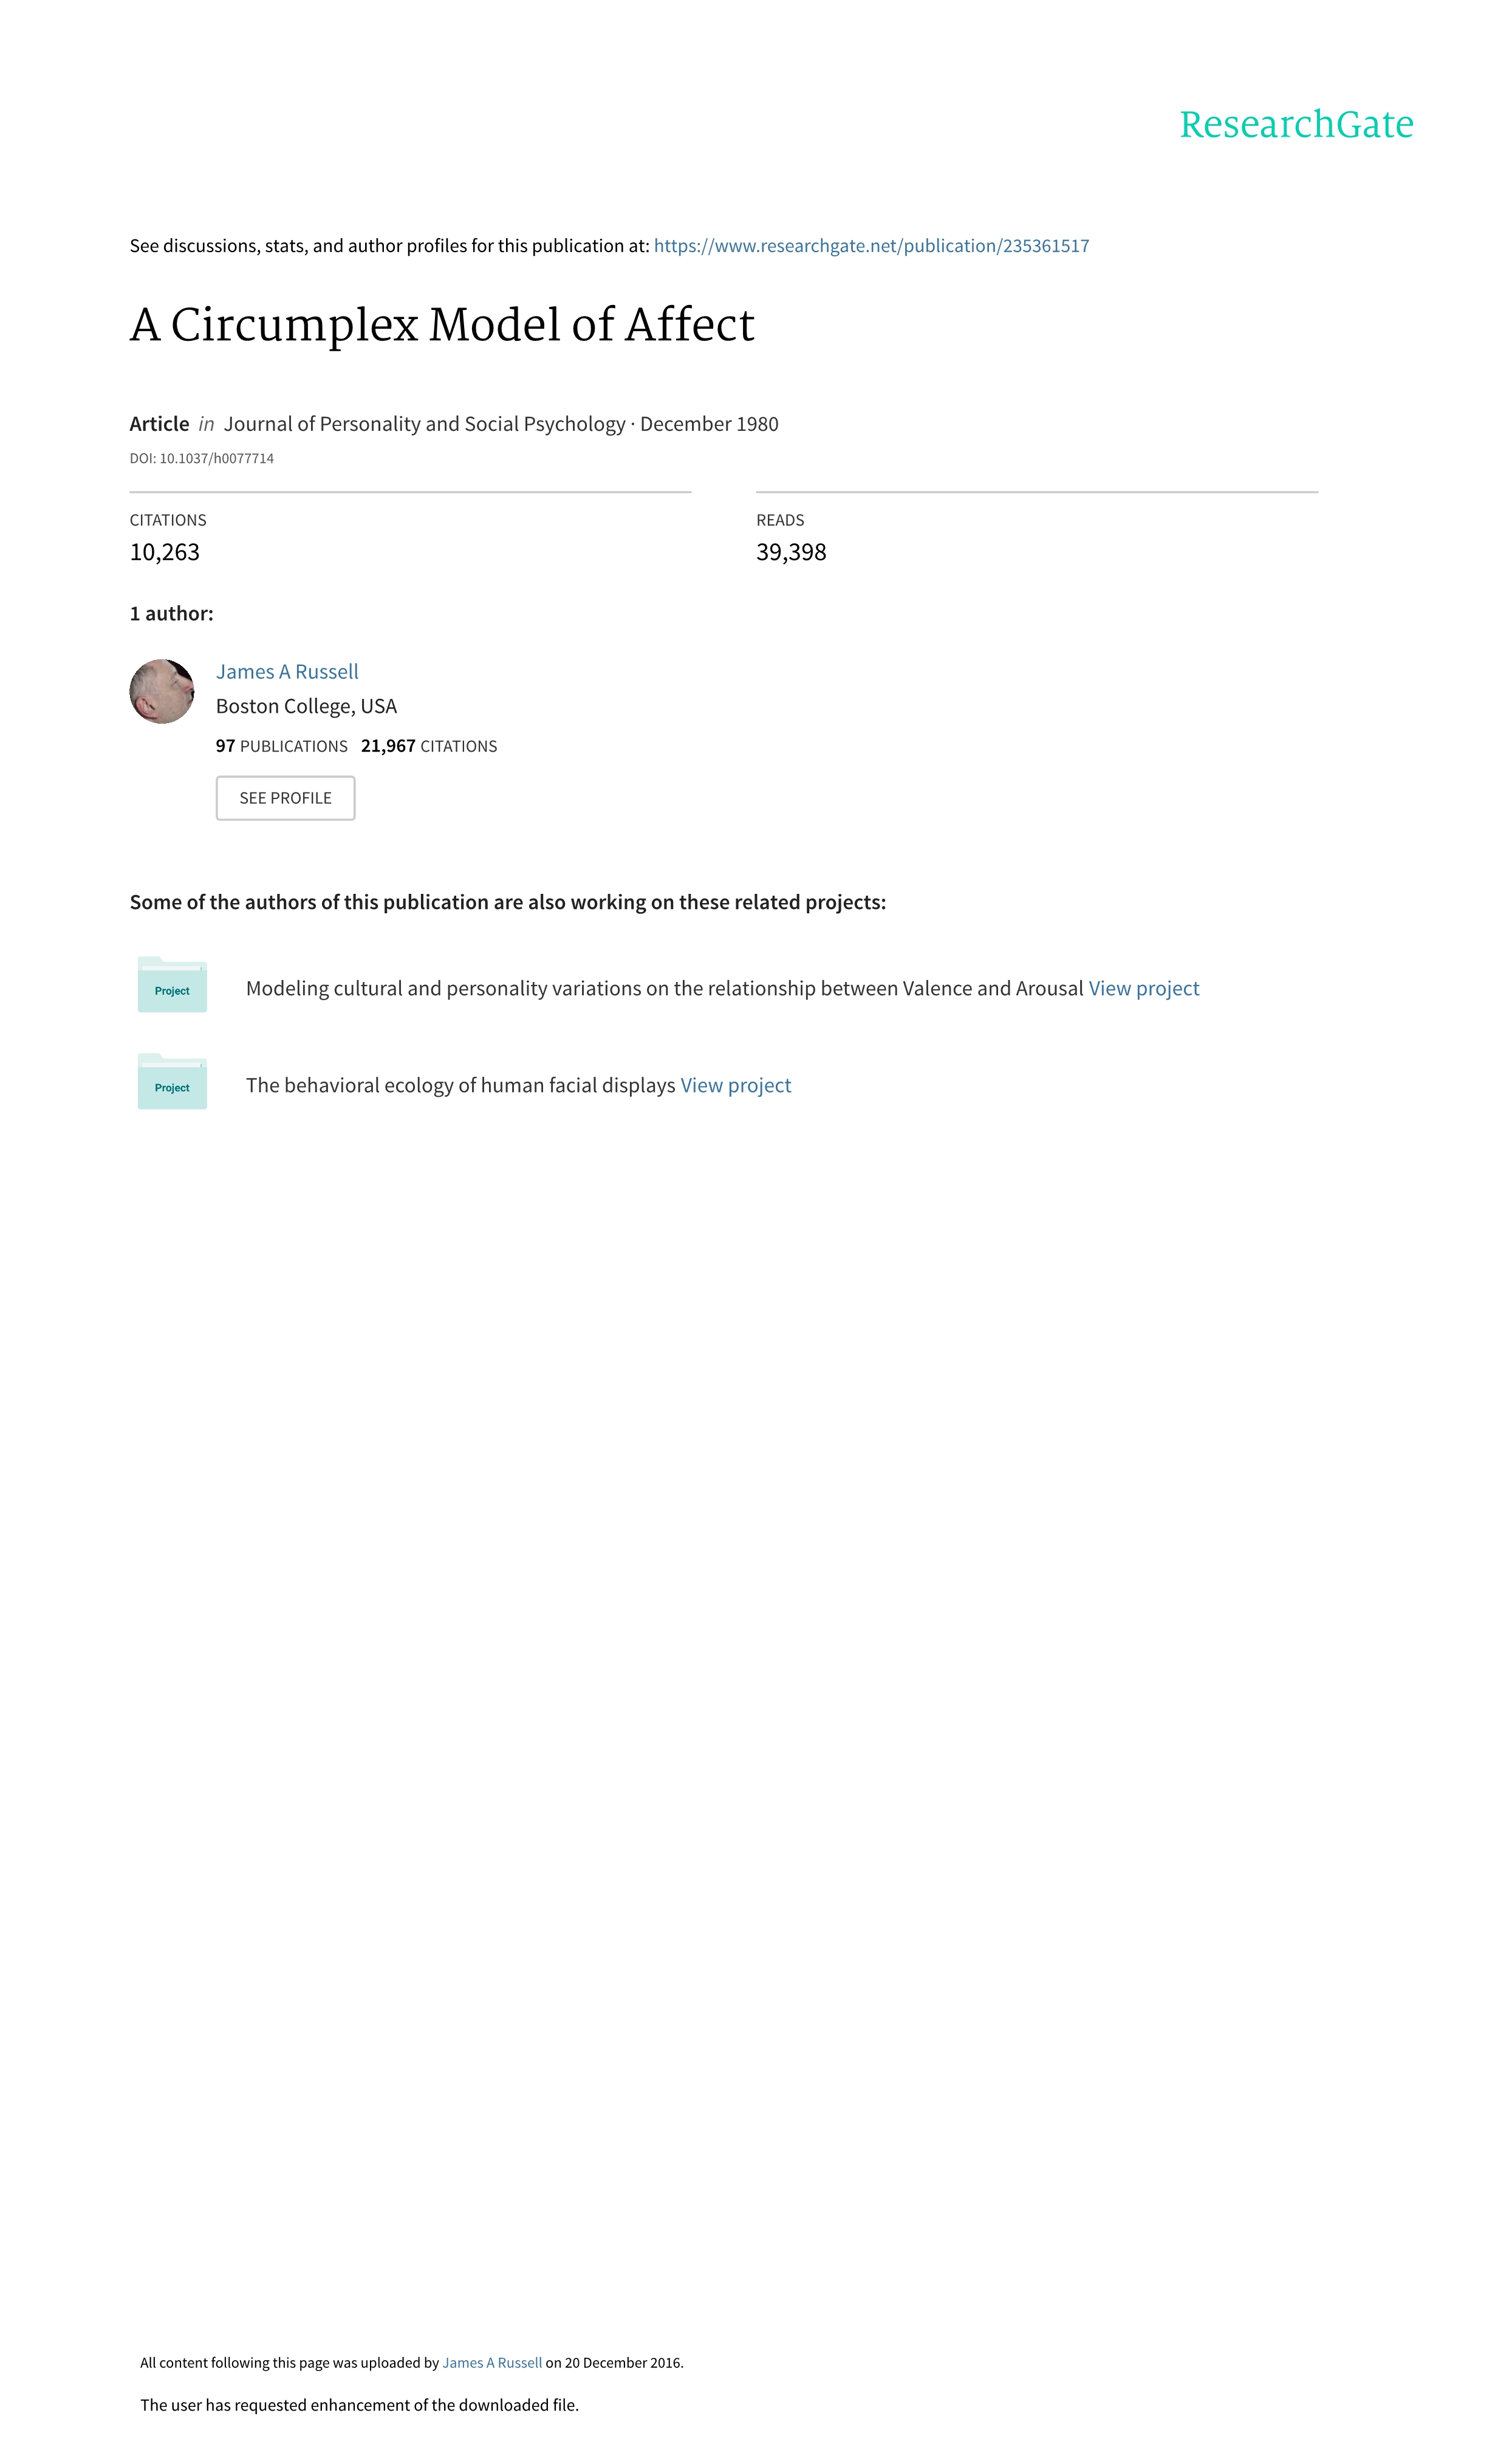 ResearchGate
See discussions, stats, and author profiles for this publication at: https://www.researchgate.net/publication/235361517
A Circumplex Model of Affect
Article in Journal of Personality and Social Psychology · December 1980
DOI: 10.1037/h0077714
CITATIONS
10,263
READS
39,398
1 author:
James A Russell
Boston College, USA
97 PUBLICATIONS 21,967 CITATIONS
SEE PROFILE
Some of the authors of this publication are also working on these related projects:
Project
Modeling cultural and personality variations on the relationship between Valence and Arousal View project
Project
The behavioral ecology of human facial displays View project
All content following this page was uploaded by James A Russell on 20 December 2016.
The user has requested enhancement of the downloaded file.